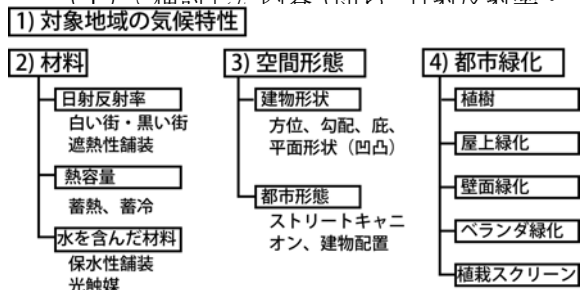 1) 対象地域の気候特性
2) 材料
日射反射率
白い街・黒い街
遮熱性舗装
熱容量
蓄熱、蓄冷
水を含んだ材料
保水性舗装
光触媒
3) 空間形態
建物形状
方位、勾配、庇、
平面形状（凹凸）
都市形態
ストリートキャニ
オン、建物配置
4) 都市緑化
植樹
屋上緑化
壁面緑化
ベランダ緑化
植栽スクリーン